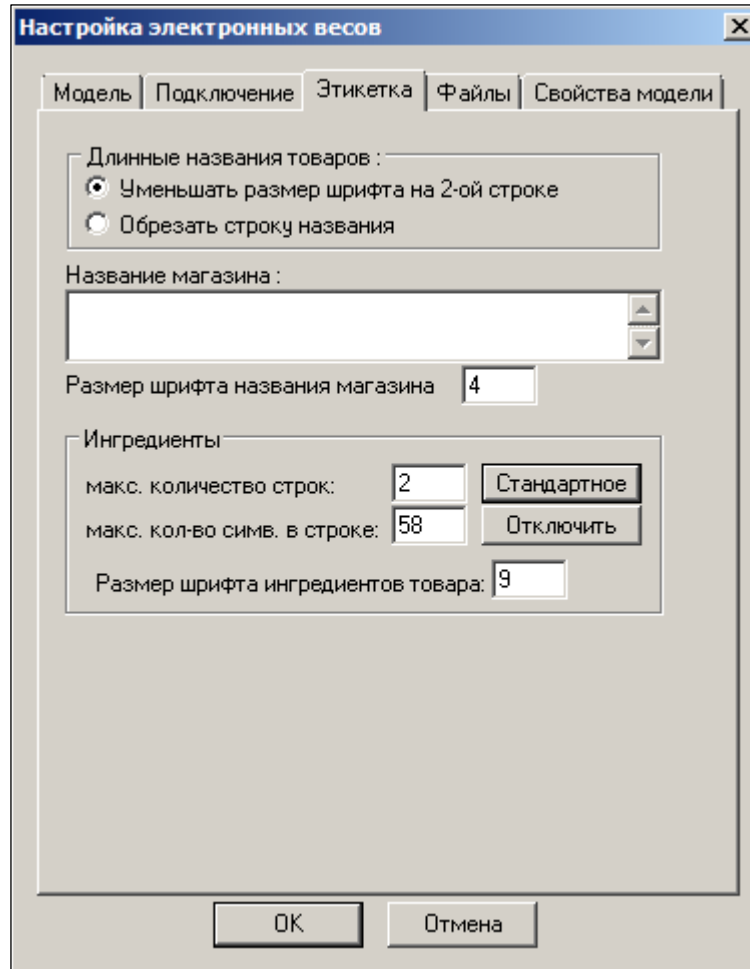 Настройка электронных весов
Модель Подключение Этикетка Файлы Свойства модели
Длинные названия товаров :
Уменьшать размер шрифта на 2-ой строке
Обрезать строку названия
Название магазина :
Размер шрифта названия магазина 4
Ингредиенты
макс. количество строк: 2 Стандартное
макс. кол-во симв. в строке: 58 Отключить
Размер шрифта ингредиентов товара: 9
OK Отмена